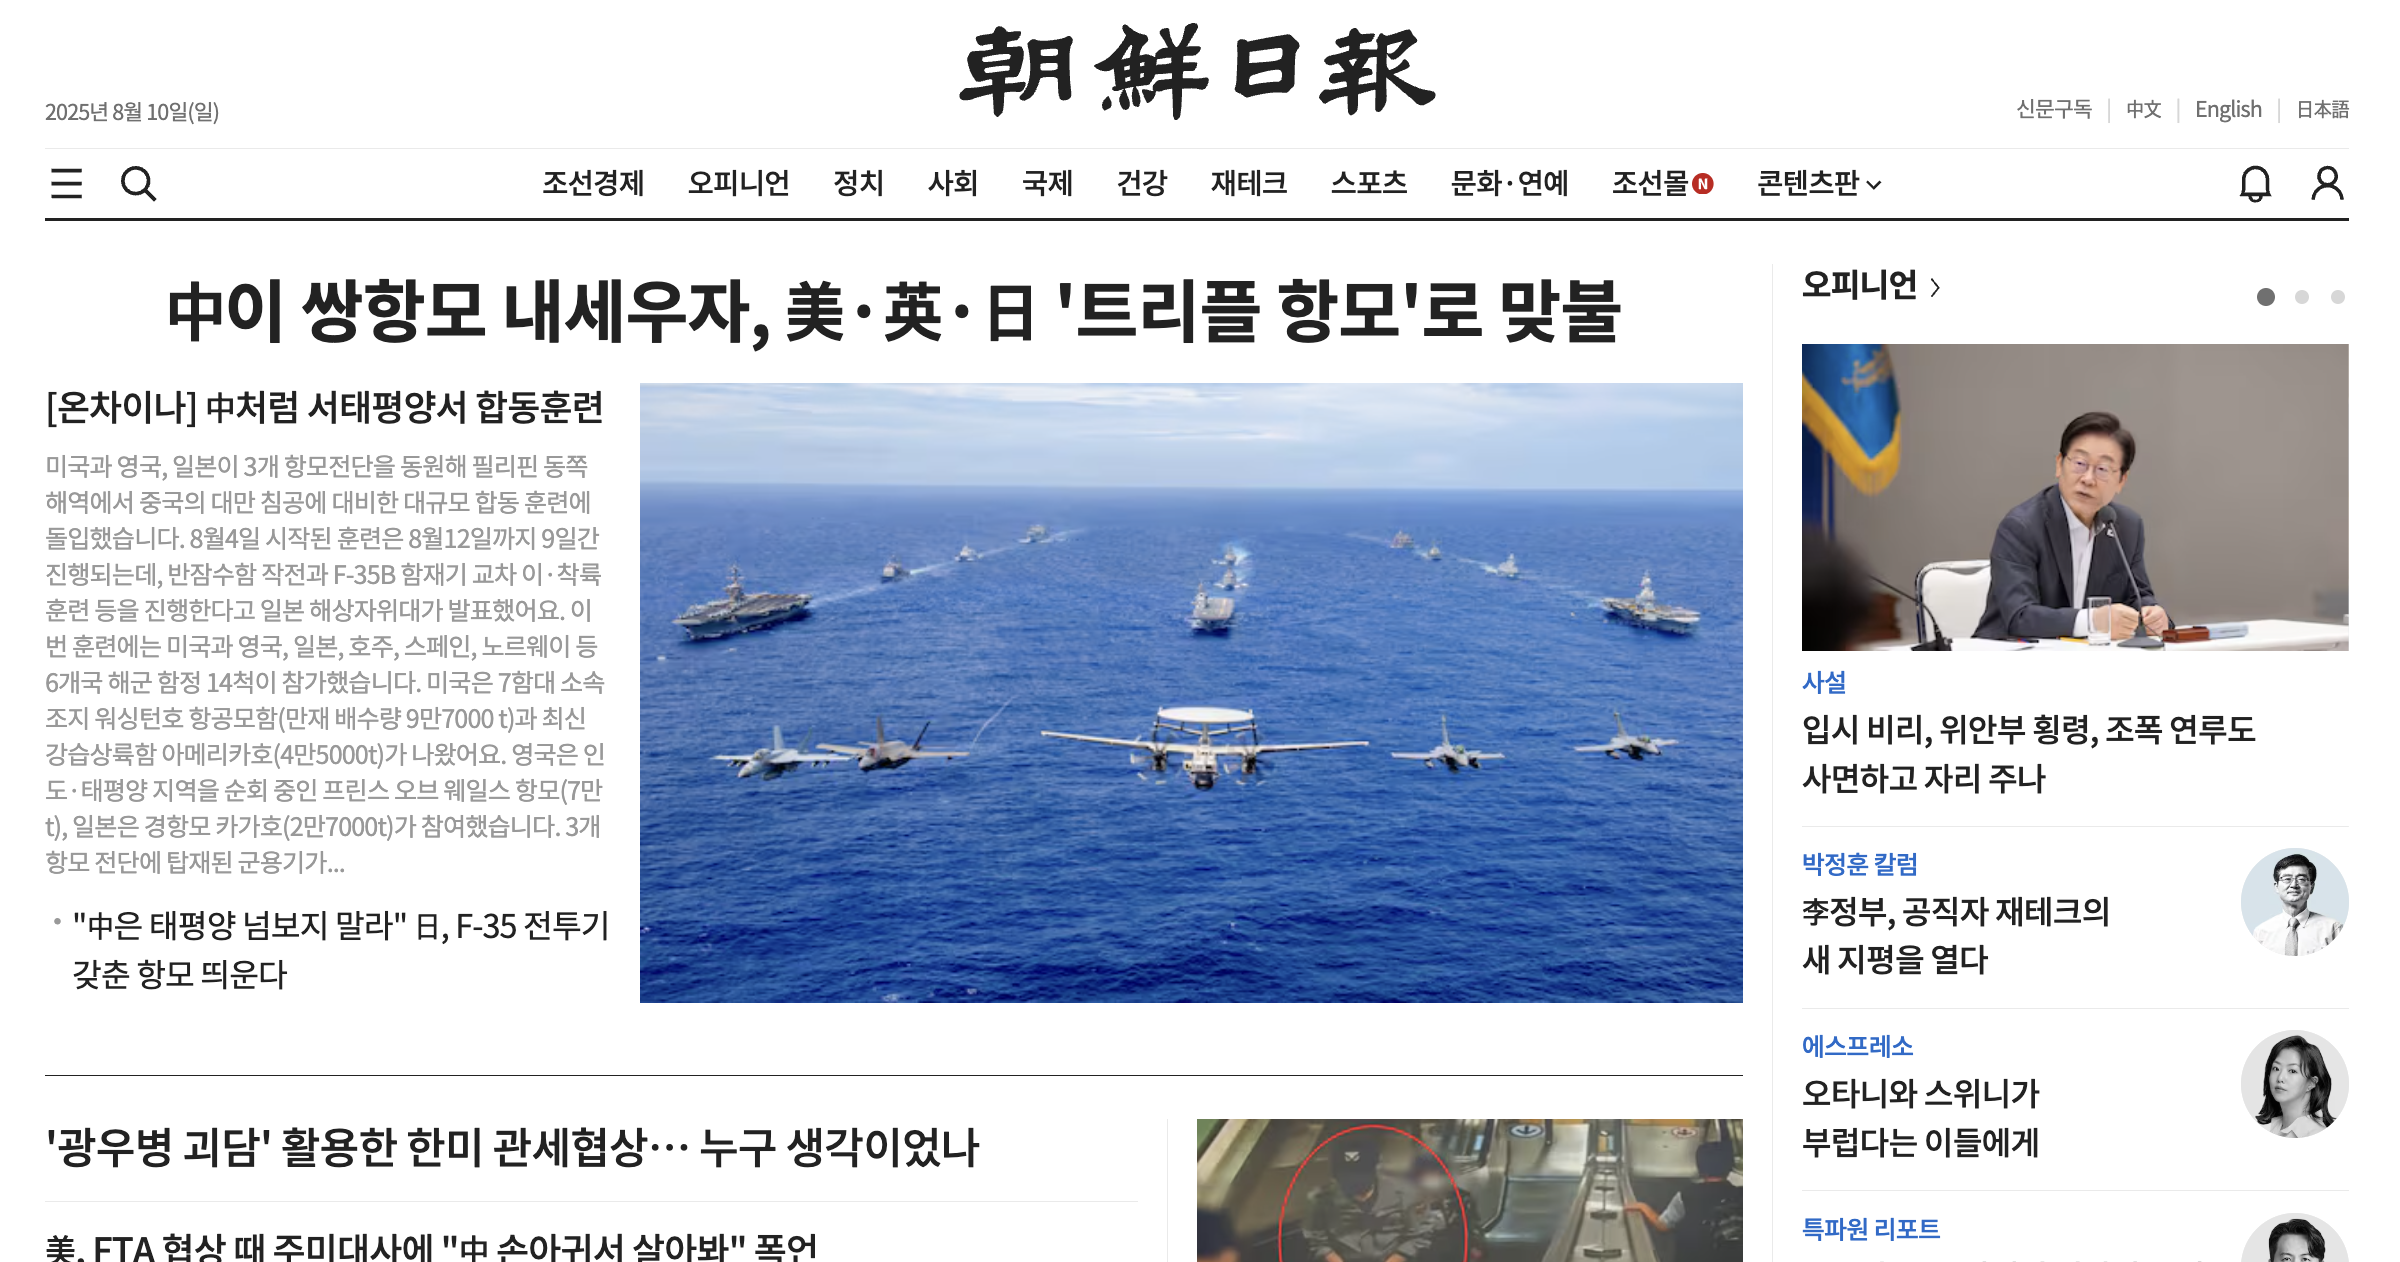 朝鮮日報
2025년 8월 10일(일)
신문구독 | 中文 | English | 日本語
조선경제 오피니언 정치 사회 국제 건강 재테크 스포츠 문화·연예 조선몰 N 콘텐츠판
中이 쌍항모 내세우자, 美·英·日 '트리플 항모'로 맞불
[온차이나] 中처럼 서태평양서 합동훈련
미국과 영국, 일본이 3개 항모전단을 동원해 필리핀 동쪽
해역에서 중국의 대만 침공에 대비한 대규모 합동 훈련에
돌입했습니다. 8월4일 시작된 훈련은 8월12일까지 9일간
진행되는데, 반잠수함 작전과 F-35B 함재기 교차 이·착륙
훈련 등을 진행한다고 일본 해상자위대가 발표했어요. 이
번 훈련에는 미국과 영국, 일본, 호주, 스페인, 노르웨이 등
6개국 해군 함정 14척이 참가했습니다. 미국은 7함대 소속
조지 워싱턴호 항공모함(만재 배수량 9만7000 t)과 최신
강습상륙함 아메리카호(4만5000t)가 나왔어요. 영국은 인
도·태평양 지역을 순회 중인 프린스 오브 웨일스 항모(7만
t), 일본은 경항모 카가호(2만7000t)가 참여했습니다. 3개
항모 전단에 탑재된 군용기가...
• "中은 태평양 넘보지 말라" 日, F-35 전투기
갖춘 항모 띄운다
'광우병 괴담' 활용한 한미 관세협상… 누구 생각이었나
美, FTA 협상 때 주미대사에 "中 손아귀서 살아봐" 폭언
오피니언 >
사설
입시 비리, 위안부 횡령, 조폭 연루도
사면하고 자리 주나
박정훈 칼럼
李정부, 공직자 재테크의
새 지평을 열다
에스프레소
오타니와 스위니가
부럽다는 이들에게
특파원 리포트